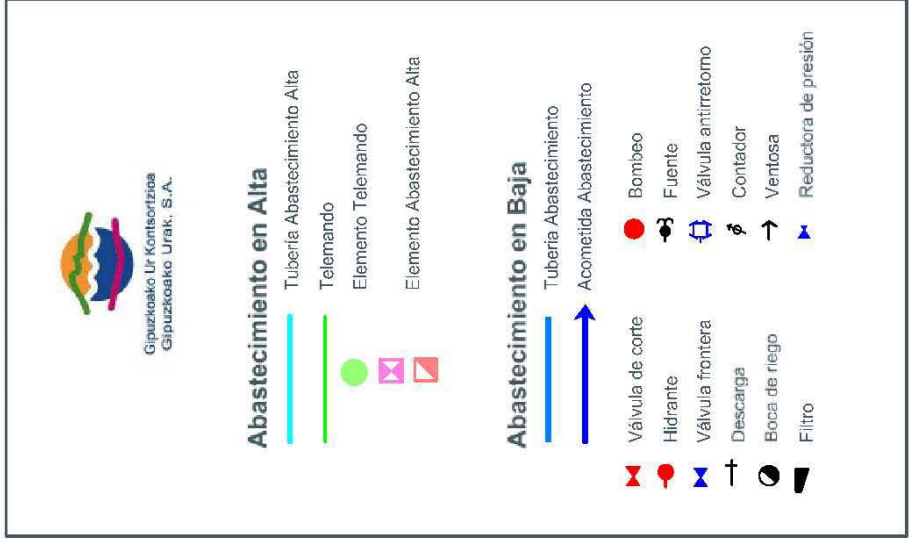 Gipuzkoako Ur Kontsortzioa
Gipuzkoako Urak, S.A.
Abastecimiento en Alta
Tubería Abastecimiento Alta
Telemando
Elemento Telemando
Elemento Abastecimiento Alta
Abastecimiento en Baja
Tubería Abastecimiento
Acometida Abastecimiento
Válvula de corte
Hidrante
Válvula frontera
Descarga
Boca de riego
Filtro
Bombeo
Fuente
Válvula antirretorno
Contador
Ventosa
Reductora de presión